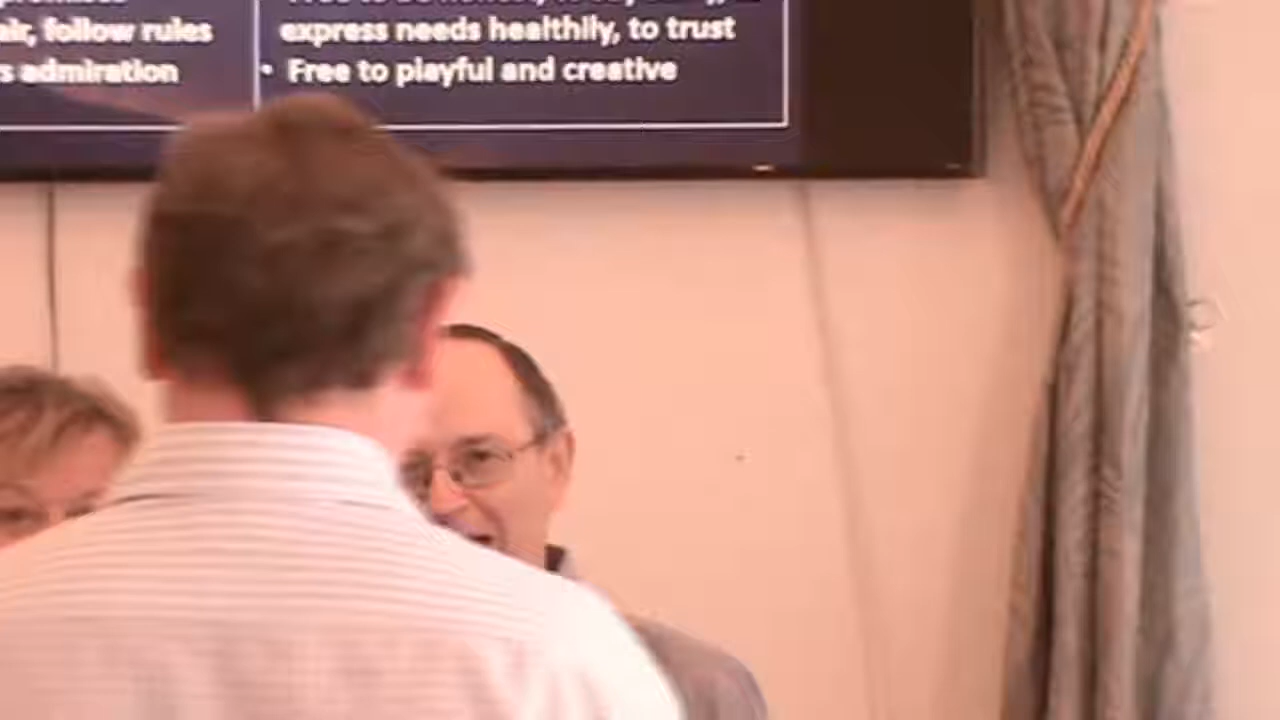 air, follow rules
s admiration
express needs healthily, to trust
• Free to playful and creative